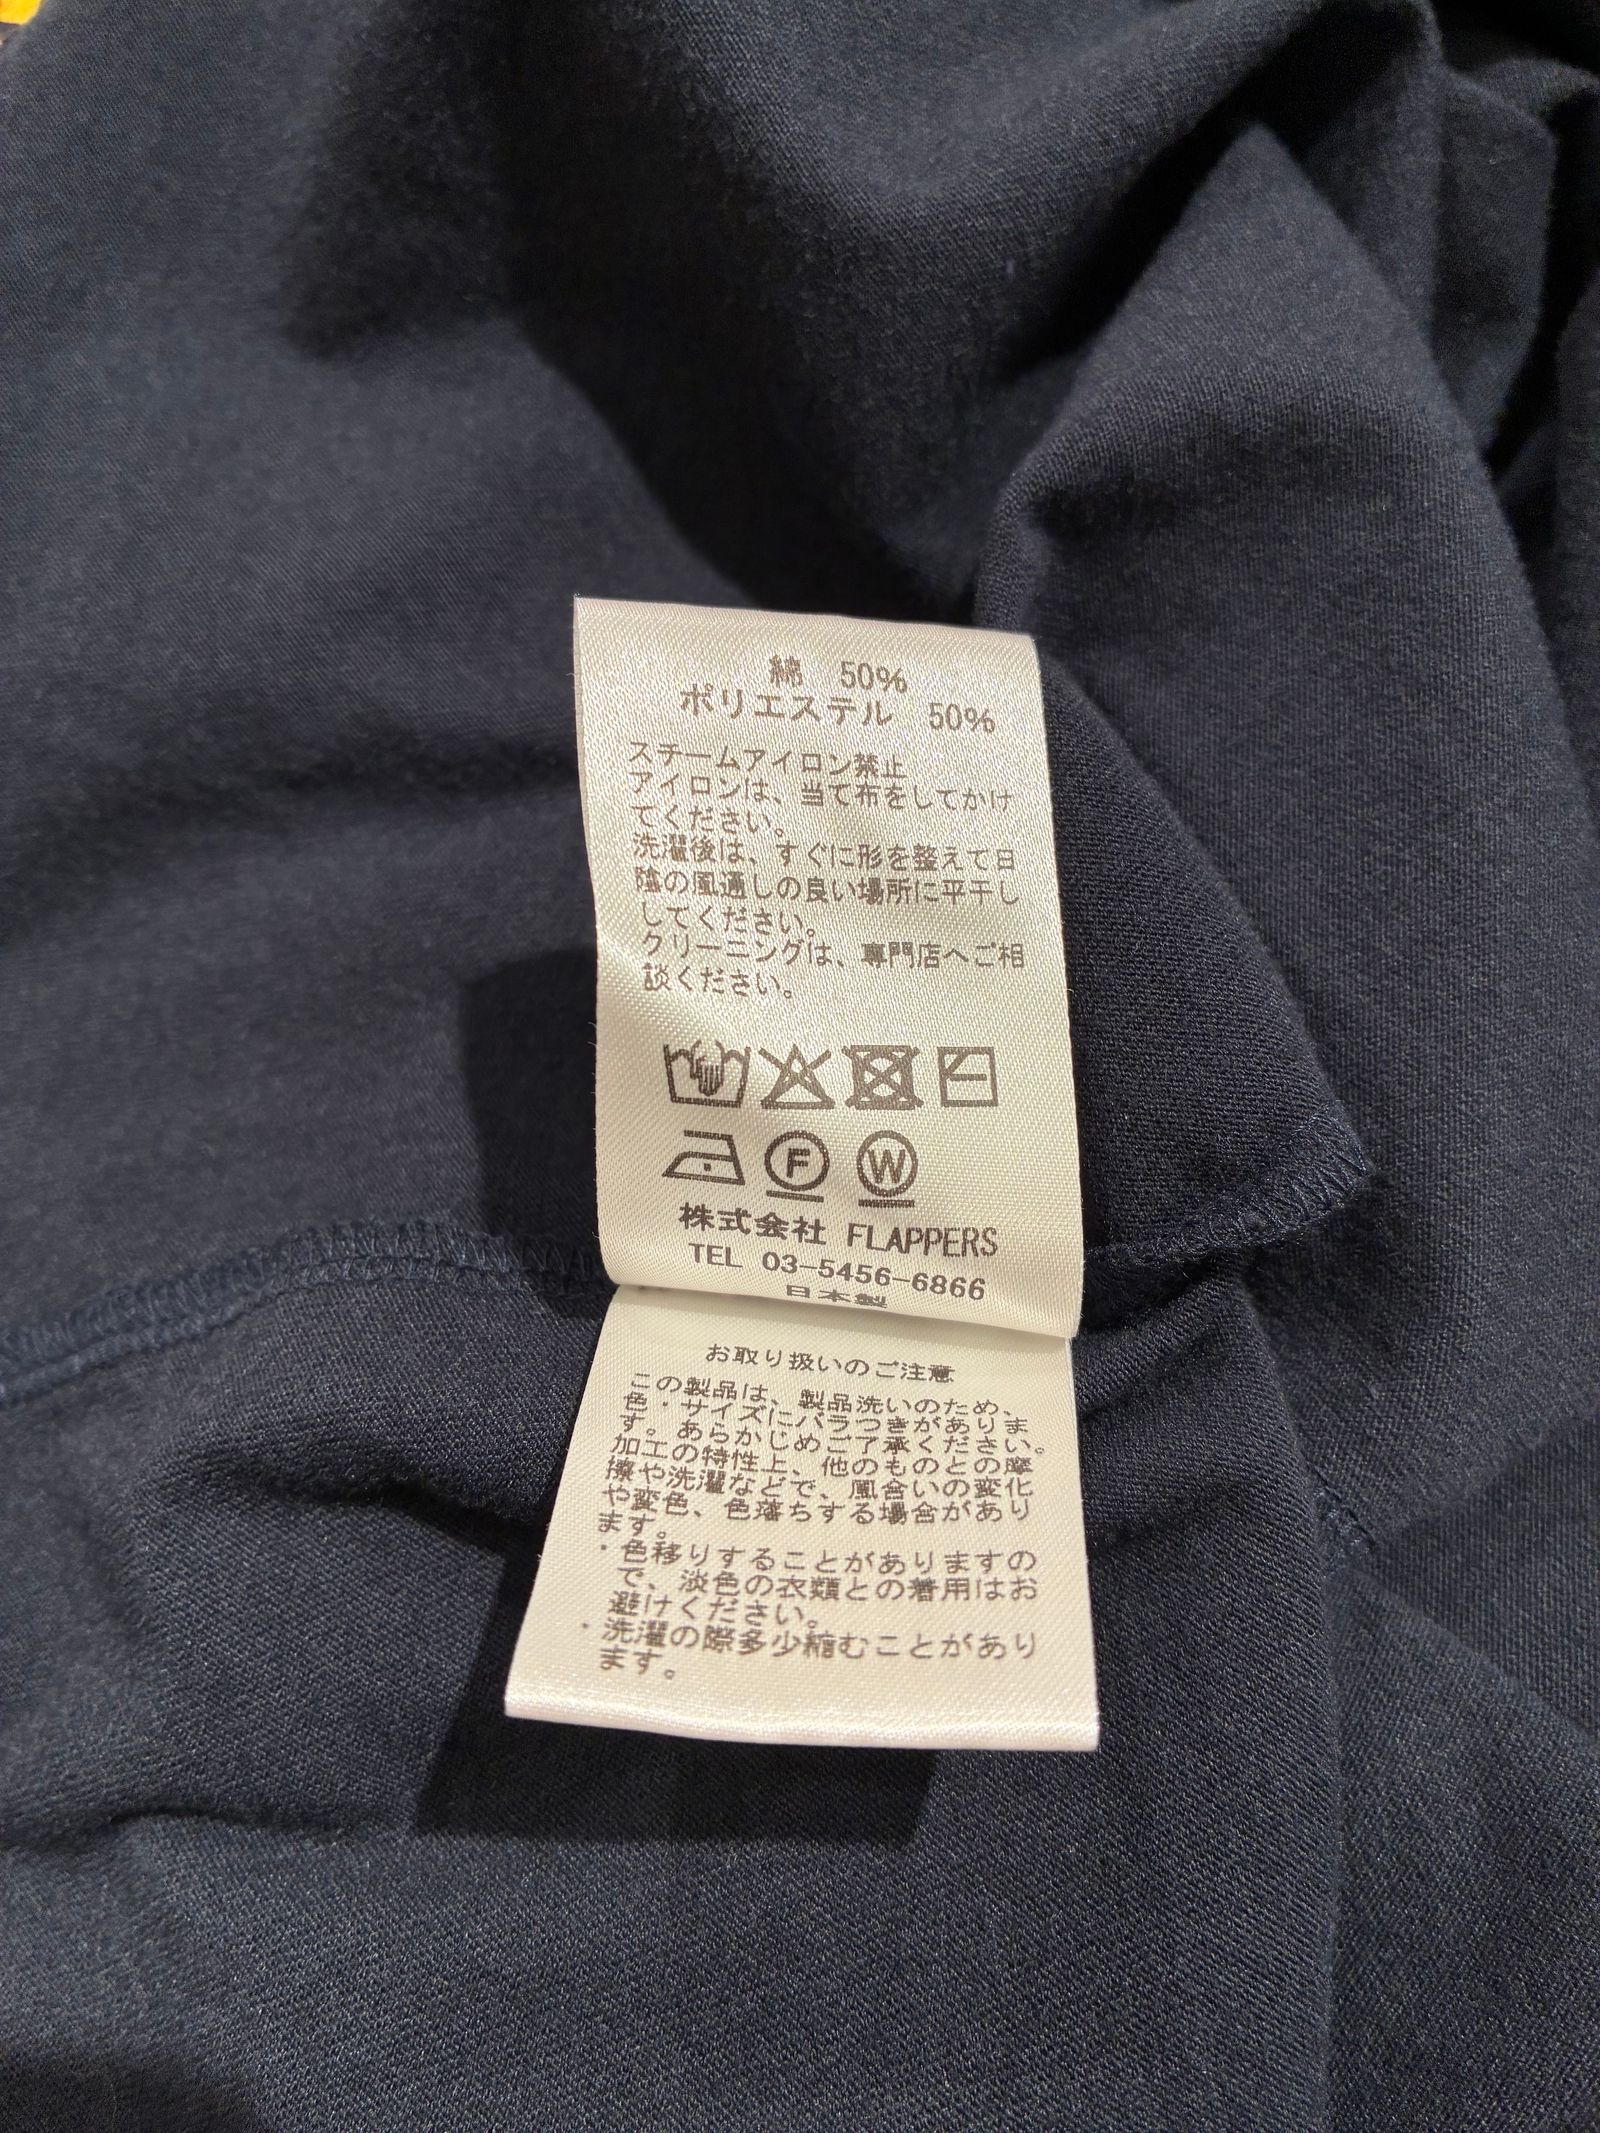 綿 50%
ポリエステル 50%
スチームアイロン禁止
アイロンは、当て布をしてかけ
てください。
洗濯後は、すぐに形を整えて日
陰の風通しの良い場所に平干し
してください。
クリーニングは、専門店へご相
談ください。
F W
株式会社 FLAPPERS
TEL 03-5456-6866
日本製
お取り扱いのご注意
この製品は、製品洗いのため、
色・サイズにバラつきがありま
す。あらかじめご了承ください。
加工の特性上、他のものとの摩
擦や洗濯などで、風合いの変化
や変色、色落ちする場合があり
ます。
・色移りすることがありますの
で、淡色の衣類との着用はお
避けください。
・洗濯の際多少縮むことがあり
ます。